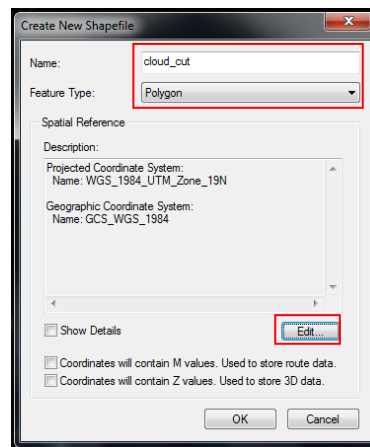 Create New Shapefile
Name: cloud_cut
Feature Type: Polygon
Spatial Reference
Description:
Projected Coordinate System:
Name: WGS_1984_UTM_Zone_19N
Geographic Coordinate System:
Name: GCS_WGS_1984
Show Details Edit...
Coordinates will contain M values. Used to store route data.
Coordinates will contain Z values. Used to store 3D data.
OK Cancel